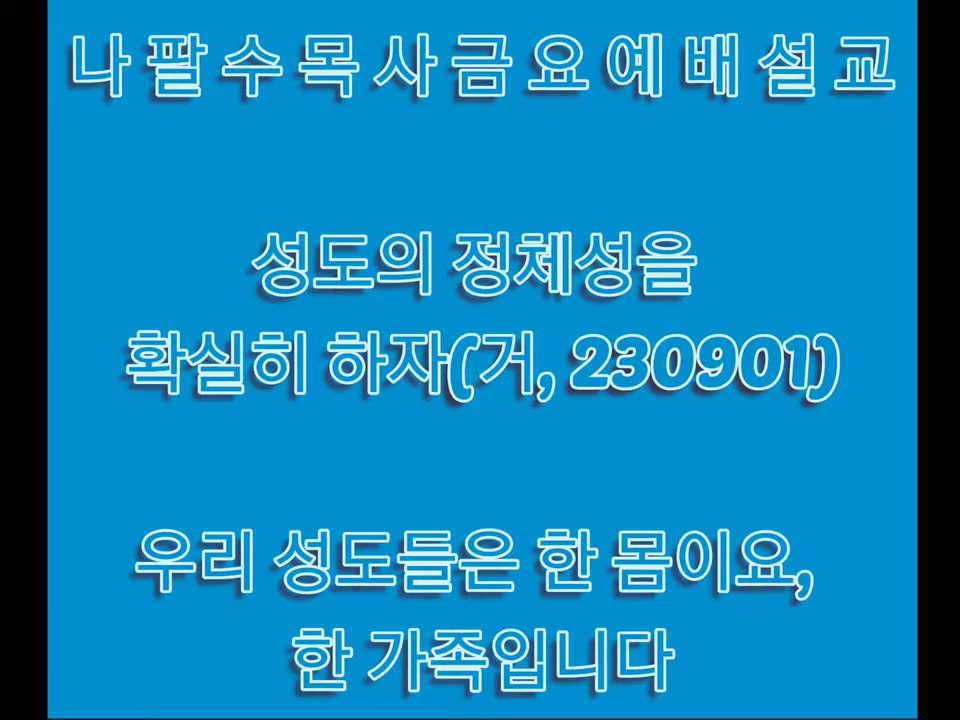 나팔수목사금요예배설교
성도의 정체성을
확실히 하자(거, 230901)
우리 성도들은 한 몸이요,
한 가족입니다